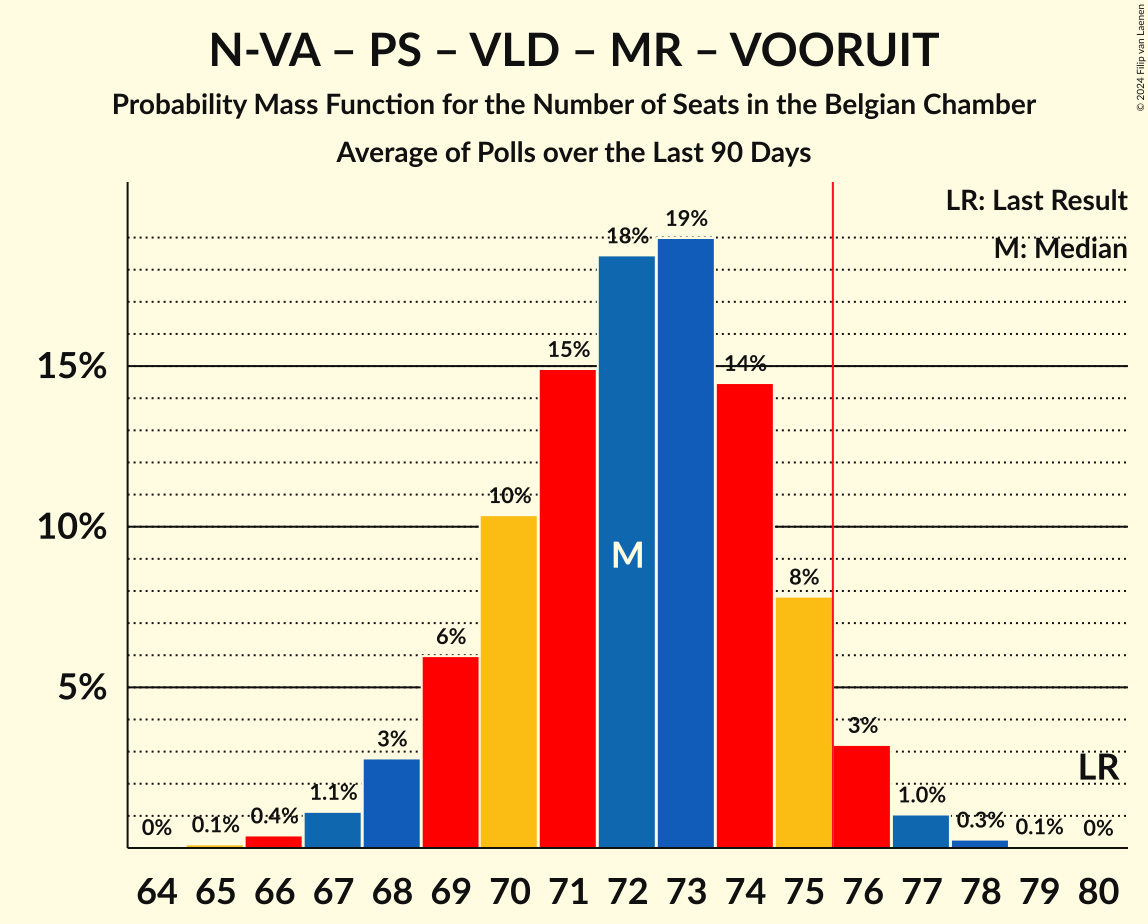 N-VA – PS – VLD – MR – VOORUIT
Probability Mass Function for the Number of Seats in the Belgian Chamber
Average of Polls over the Last 90 Days
© 2024 Filip van Laenen
LR: Last Result
M: Median
15%
10%
5%
0% 0.1% 0.4% 1.1% 3% 6% 10% 15% 18% 19% 14% 8% 3% 1.0% 0.3% 0.1% 0%
M
LR
64 65 66 67 68 69 70 71 72 73 74 75 76 77 78 79 80